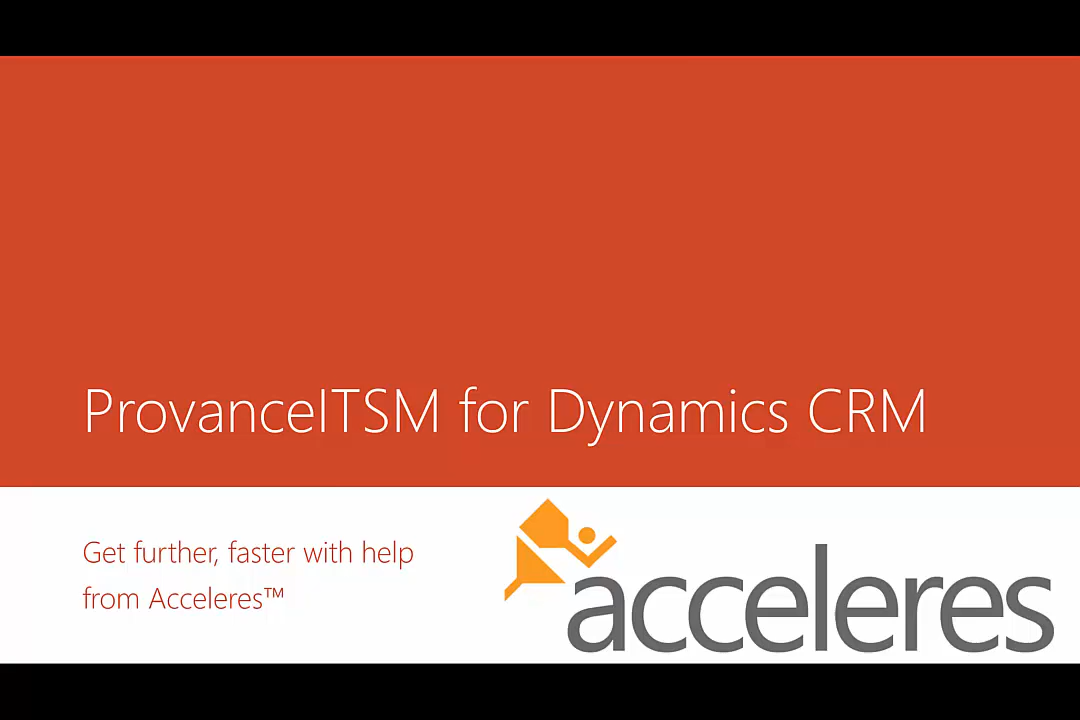 ProvanceITSM for Dynamics CRM
Get further, faster with help
from Acceleres™
acceleres